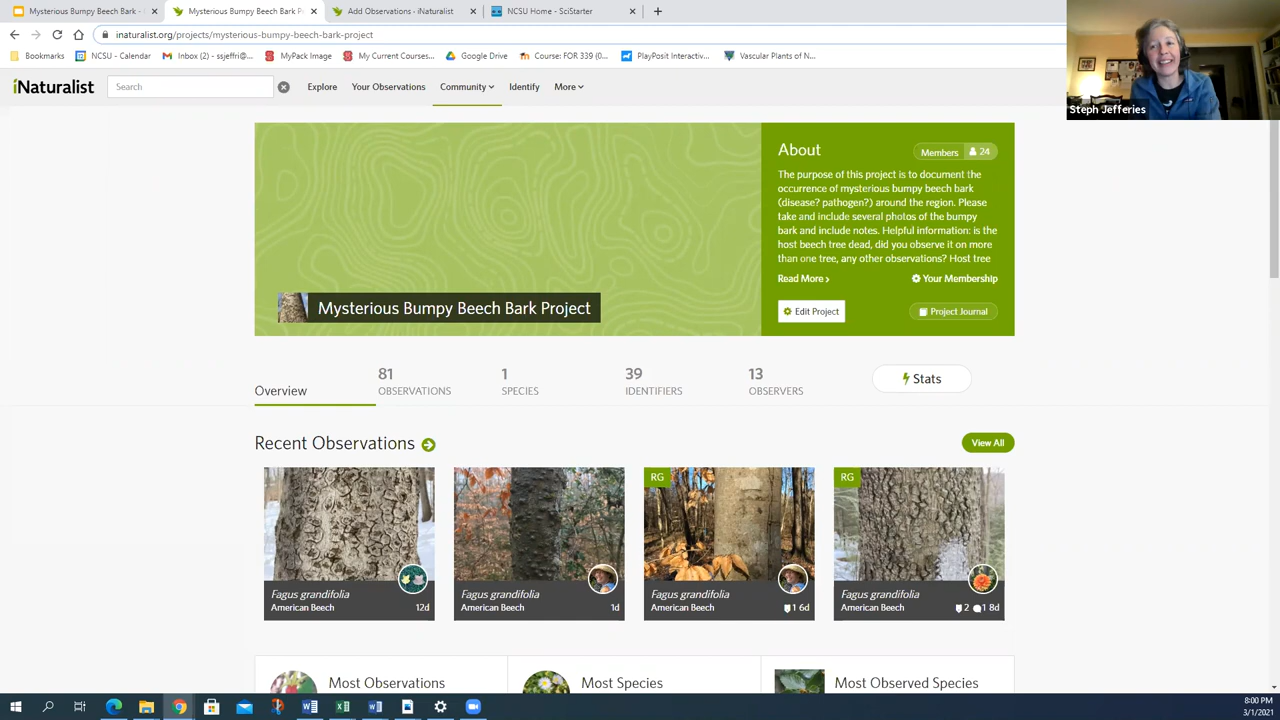 Mysterious Bumpy Beech Bark -
Mysterious Bumpy Beech Bark P
Add Observations · iNaturalist
NCSU Home - SciStarter
inaturalist.org/projects/mysterious-bumpy-beech-bark-project
Bookmarks
NCSU - Calendar
Inbox (2) - ssjeffri@...
MyPack Image
My Current Courses...
Google Drive
Course: FOR 339 (0...
PlayPosit Interactiv...
Vascular Plants of N...
Steph Jefferies
iNaturalist
Search
Explore
Your Observations
Community
Identify
More
About
Members 24
The purpose of this project is to document the
occurrence of mysterious bumpy beech bark
(disease? pathogen?) around the region. Please
take and include several photos of the bumpy
bark and include notes. Helpful information: is the
host beech tree dead, did you observe it on more
than one tree, any other observations? Host tree
Read More ›
Your Membership
Edit Project
Project Journal
Mysterious Bumpy Beech Bark Project
Overview
81
OBSERVATIONS
1
SPECIES
39
IDENTIFIERS
13
OBSERVERS
Stats
Recent Observations
View All
Fagus grandifolia
American Beech
12d
Fagus grandifolia
American Beech
1d
RG
Fagus grandifolia
American Beech
1 6d
RG
Fagus grandifolia
American Beech
2 1 8d
Most Observations
Most Species
Most Observed Species
8:00 PM
3/1/2021